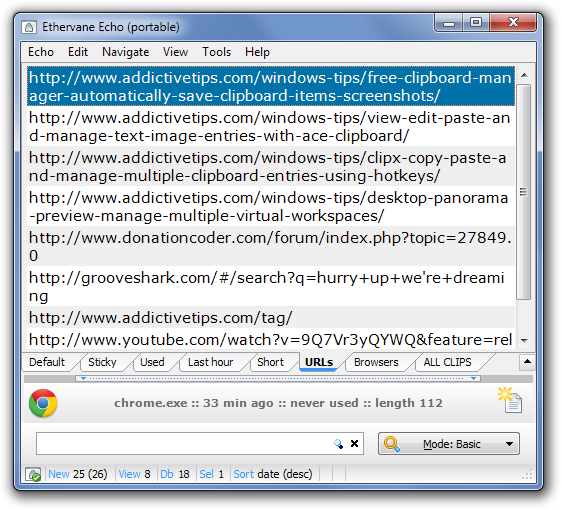 Ethervane Echo (portable)
Echo Edit Navigate View Tools Help
http://www.addictivetips.com/windows-tips/free-clipboard-man
ager-automatically-save-clipboard-items-screenshots/
http://www.addictivetips.com/windows-tips/view-edit-paste-an
d-manage-text-image-entries-with-ace-clipboard/
http://www.addictivetips.com/windows-tips/clipx-copy-paste-a
nd-manage-multiple-clipboard-entries-using-hotkeys/
http://www.addictivetips.com/windows-tips/desktop-panorama
-preview-manage-multiple-virtual-workspaces/
http://www.donationcoder.com/forum/index.php?topic=27849.
0
http://grooveshark.com/#/search?q=hurry+up+we're+dreami
ng
http://www.addictivetips.com/tag/
http://www.youtube.com/watch?v=9Q7Vr3yQYWQ&feature=rel
Default Sticky Used Last hour Short URLs Browsers ALL CLIPS
chrome.exe :: 33 min ago :: never used :: length 112
Mode: Basic
New 25 (26) View 8 Db 18 Sel 1 Sort date (desc)